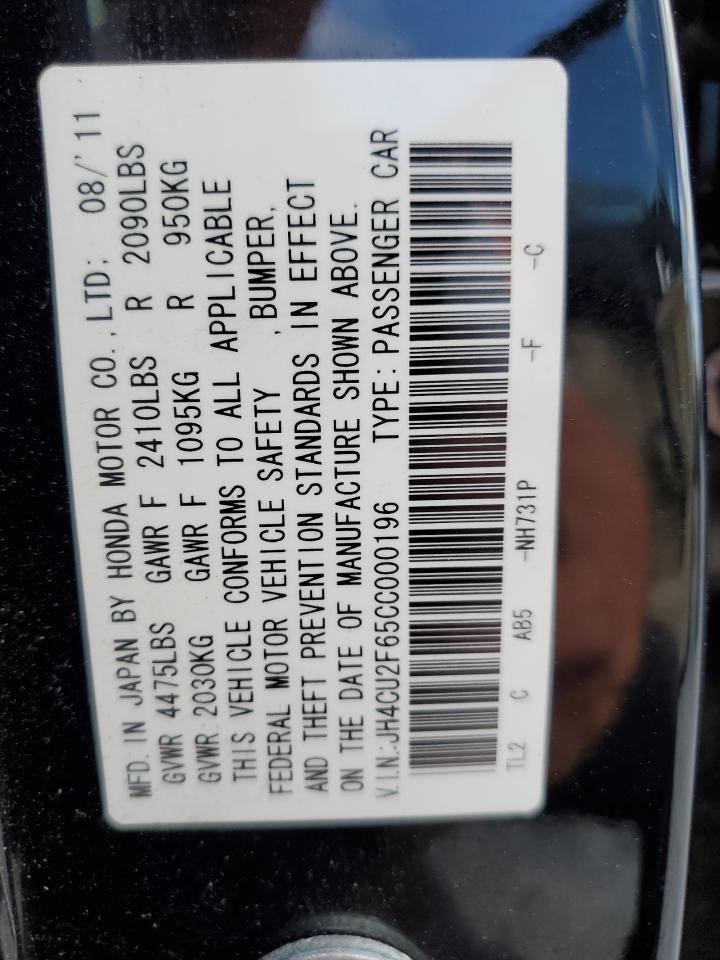 MFD. IN JAPAN BY HONDA MOTOR CO.,LTD; 08/'11
GVWR 4475LBS GAWR F 2410LBS R 2090LBS
GVWR 2030KG GAWR F 1095KG R 950KG
THIS VEHICLE CONFORMS TO ALL APPLICABLE
FEDERAL MOTOR VEHICLE SAFETY ,BUMPER,
AND THEFT PREVENTION STANDARDS IN EFFECT
ON THE DATE OF MANUFACTURE SHOWN ABOVE.
V.I.N.:JH4CU2F65CC000196 TYPE:PASSENGER CAR
TL2 C AB5 -NH731P -F -C